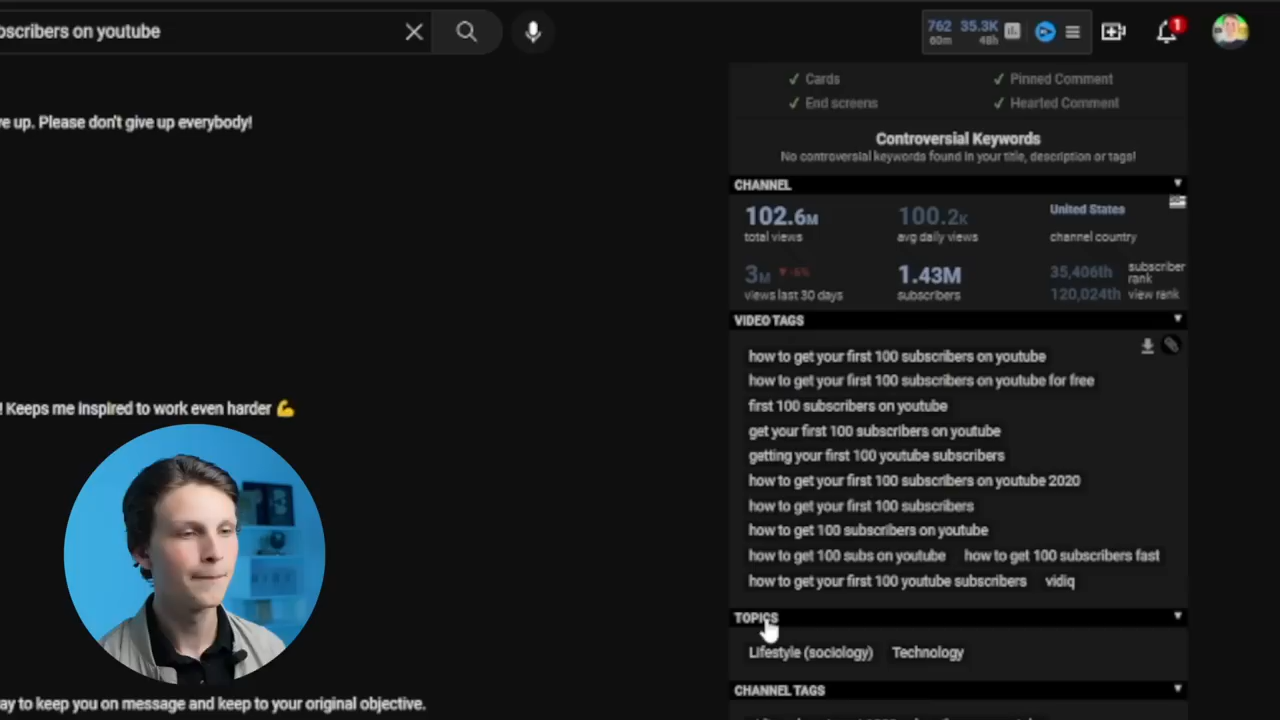 bscribers on youtube
762 35.3K
60m 48h
1
ve up. Please don't give up everybody!
Cards
Pinned Comment
End screens
Hearted Comment
Controversial Keywords
No controversial keywords found in your title, description or tags!
CHANNEL
102.6M
total views
100.2K
avg daily views
United States
channel country
3M -6%
views last 30 days
1.43M
subscribers
35,406th subscriber rank
120,024th view rank
VIDEO TAGS
how to get your first 100 subscribers on youtube
how to get your first 100 subscribers on youtube for free
first 100 subscribers on youtube
get your first 100 subscribers on youtube
getting your first 100 youtube subscribers
how to get your first 100 subscribers on youtube 2020
how to get your first 100 subscribers
how to get 100 subscribers on youtube
how to get 100 subs on youtube how to get 100 subscribers fast
how to get your first 100 youtube subscribers vidiq
! Keeps me inspired to work even harder 💪
TOPICS
Lifestyle (sociology) Technology
CHANNEL TAGS
ay to keep you on message and keep to your original objective.